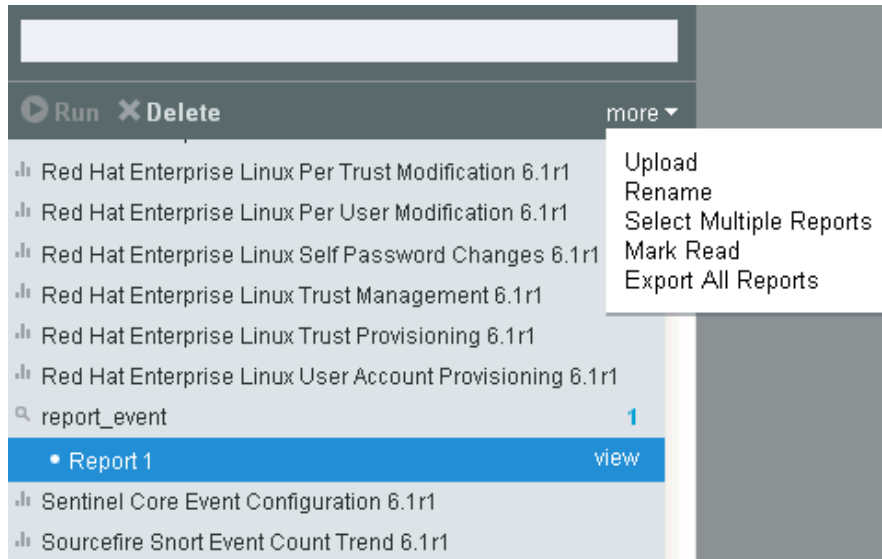 Run Delete more
Upload
Rename
Select Multiple Reports
Mark Read
Export All Reports
Red Hat Enterprise Linux Per Trust Modification 6.1r1
Red Hat Enterprise Linux Per User Modification 6.1r1
Red Hat Enterprise Linux Self Password Changes 6.1r1
Red Hat Enterprise Linux Trust Management 6.1r1
Red Hat Enterprise Linux Trust Provisioning 6.1r1
Red Hat Enterprise Linux User Account Provisioning 6.1r1
report_event 1
Report 1 view
Sentinel Core Event Configuration 6.1r1
Sourcefire Snort Event Count Trend 6.1r1